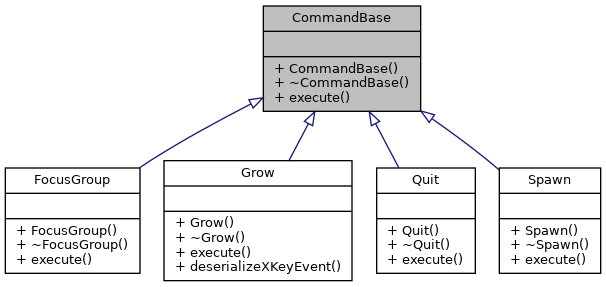 CommandBase
+ CommandBase()
+ ~CommandBase()
+ execute()
FocusGroup
+ FocusGroup()
+ ~FocusGroup()
+ execute()
Grow
+ Grow()
+ ~Grow()
+ execute()
+ deserializeXKeyEvent()
Quit
+ Quit()
+ ~Quit()
+ execute()
Spawn
+ Spawn()
+ ~Spawn()
+ execute()